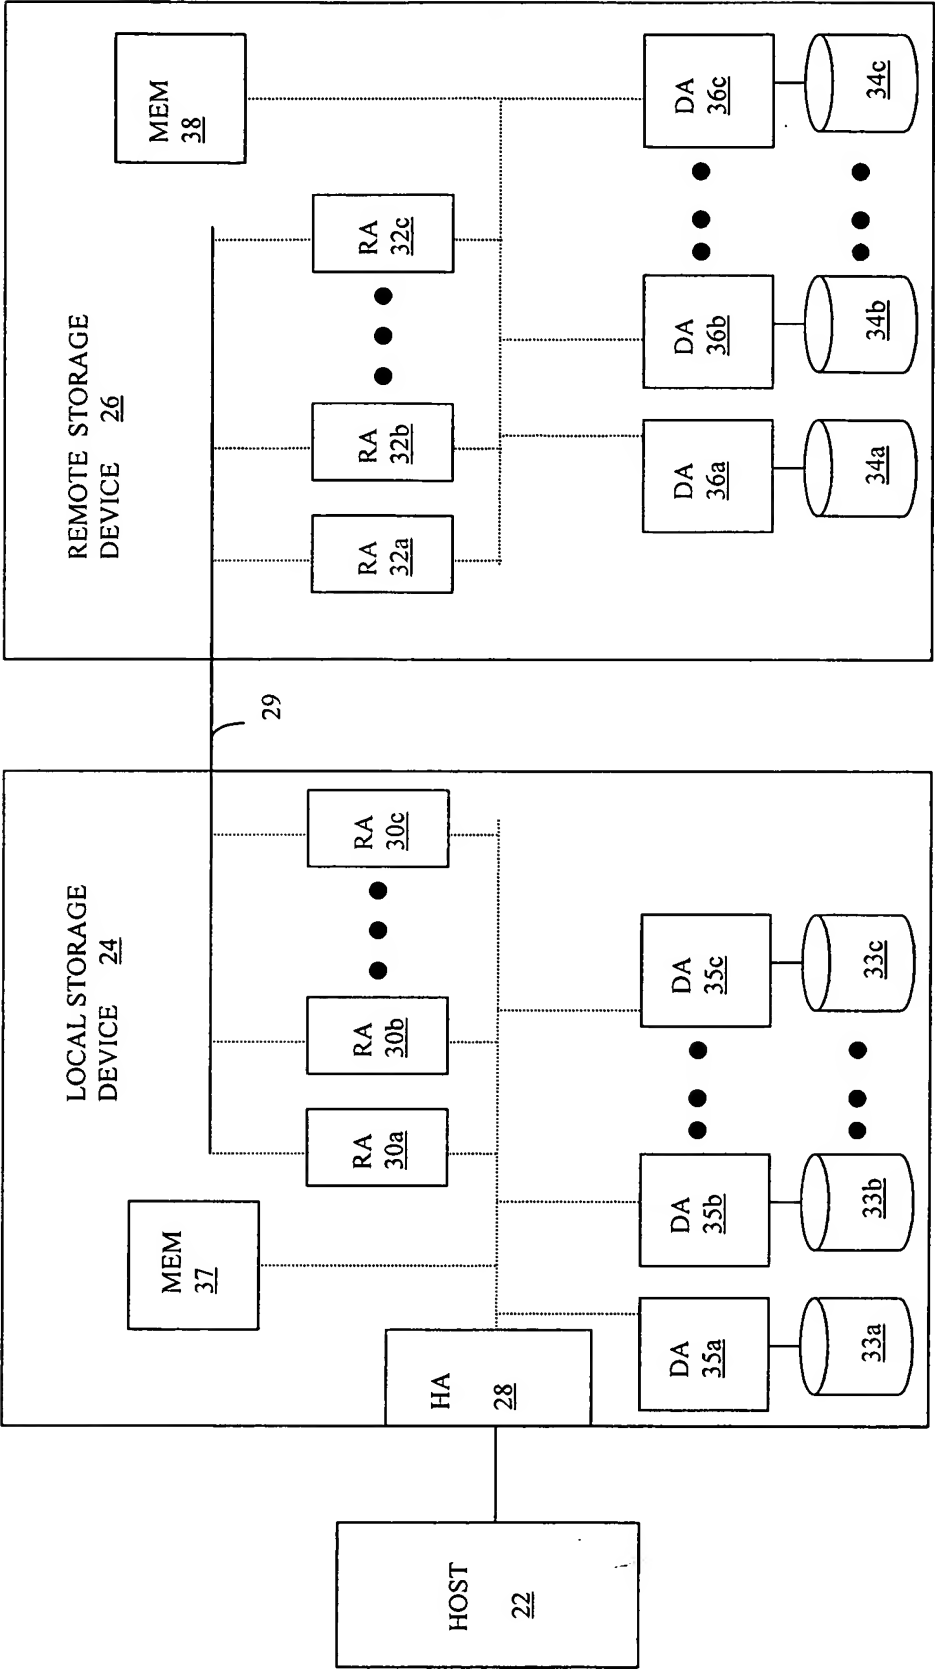 HOST
22
HA
28
LOCAL STORAGE
DEVICE 24
MEM
37
RA
30a
RA
30b
RA
30c
DA
35a
DA
35b
DA
35c
33a
33b
33c
29
REMOTE STORAGE
DEVICE 26
MEM
38
RA
32a
RA
32b
RA
32c
DA
36a
DA
36b
DA
36c
34a
34b
34c